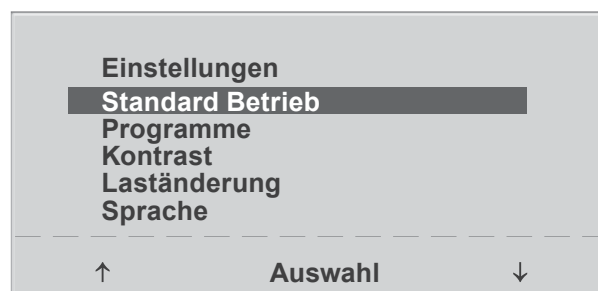 Einstellungen
Standard Betrieb
Programme
Kontrast
Laständerung
Sprache
↑ Auswahl ↓